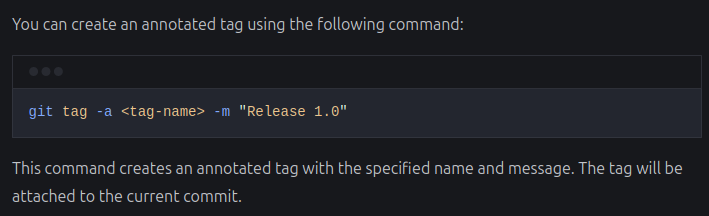 You can create an annotated tag using the following command:
git tag -a <tag-name> -m "Release 1.0"
This command creates an annotated tag with the specified name and message. The tag will be
attached to the current commit.